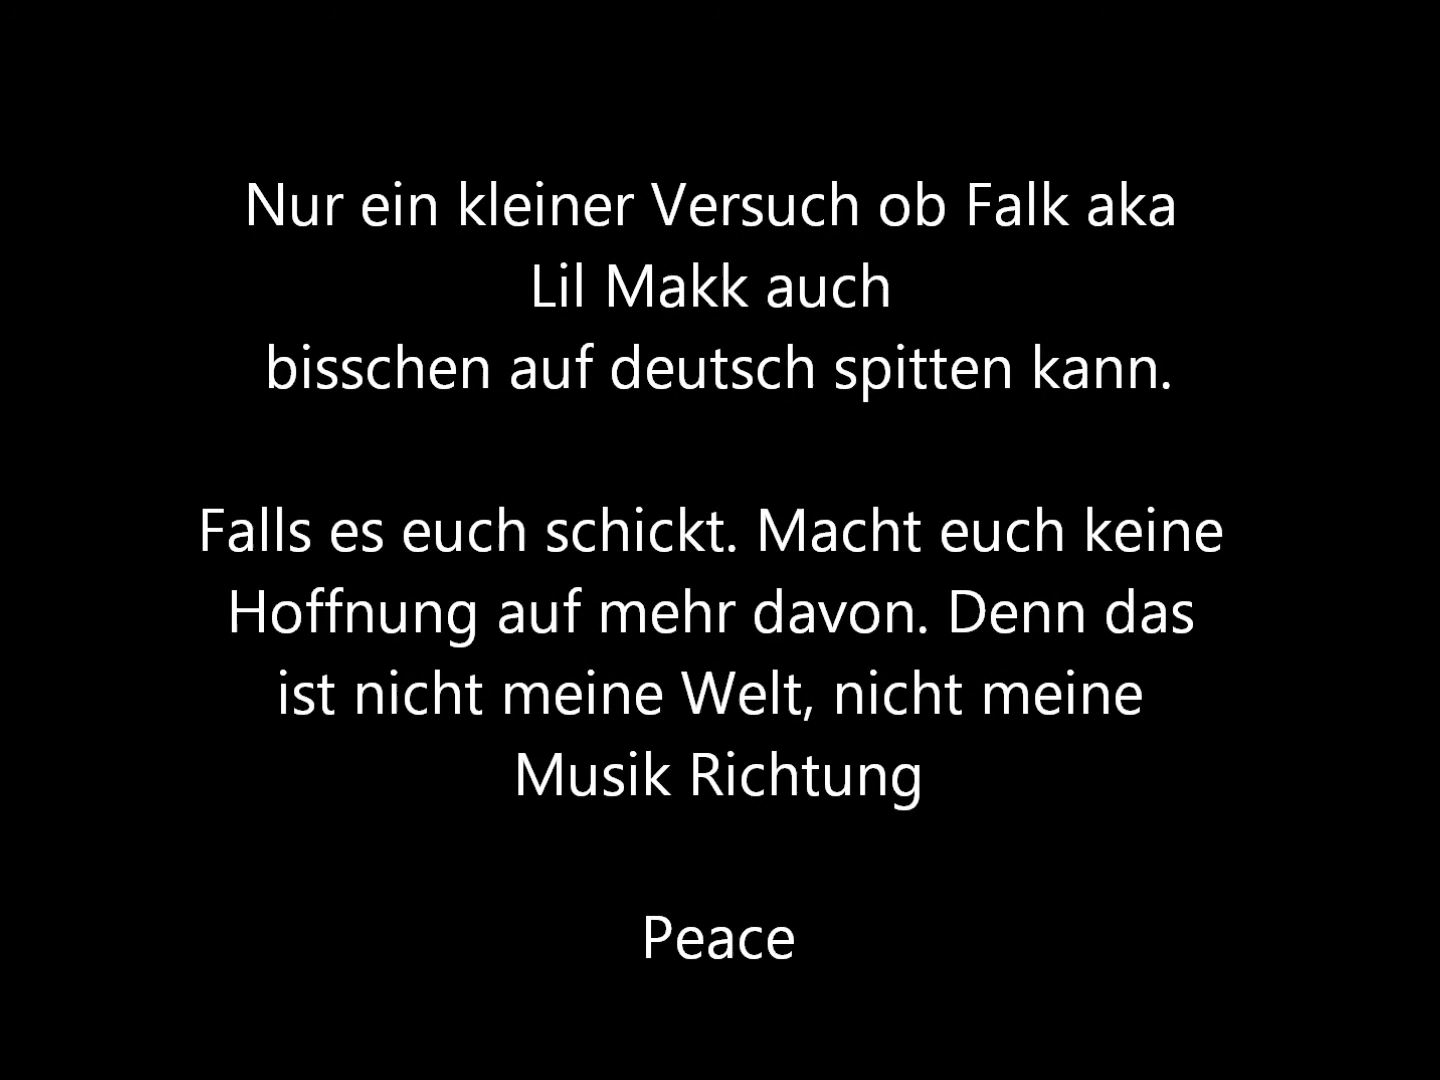 Nur ein kleiner Versuch ob Falk aka
Lil Makk auch
bisschen auf deutsch spitten kann.
Falls es euch schickt. Macht euch keine
Hoffnung auf mehr davon. Denn das
ist nicht meine Welt, nicht meine
Musik Richtung
Peace